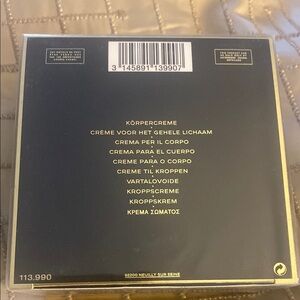 3 145891 139907
KÖRPERCREME
CRÈME VOOR HET GEHELE LICHAAM
CREMA PER IL CORPO
CREMA PARA EL CUERPO
CREME PARA O CORPO
CREME TIL KROPPEN
VARTALOVOIDE
KROPPSCREME
KROPPSKREM
ΚΡΕΜΑ ΣΩΜΑΤΟΣ
113.990
92200 NEUILLY SUR SEINE